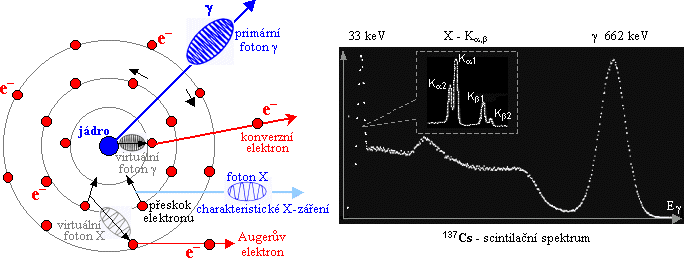 γ
primární
foton γ
e⁻
e⁻
e⁻
jádro
virtuální
foton γ
konverzní
elektron
e⁻
foton X
charakteristické X-záření
přeskok
elektronů
virtuální
foton X
e⁻
Augerův
elektron
33 keV X - Kα,β γ 662 keV
Kα1
Kα2
Kβ1
Kβ2
Eγ
¹³⁷Cs - scintilační spektrum